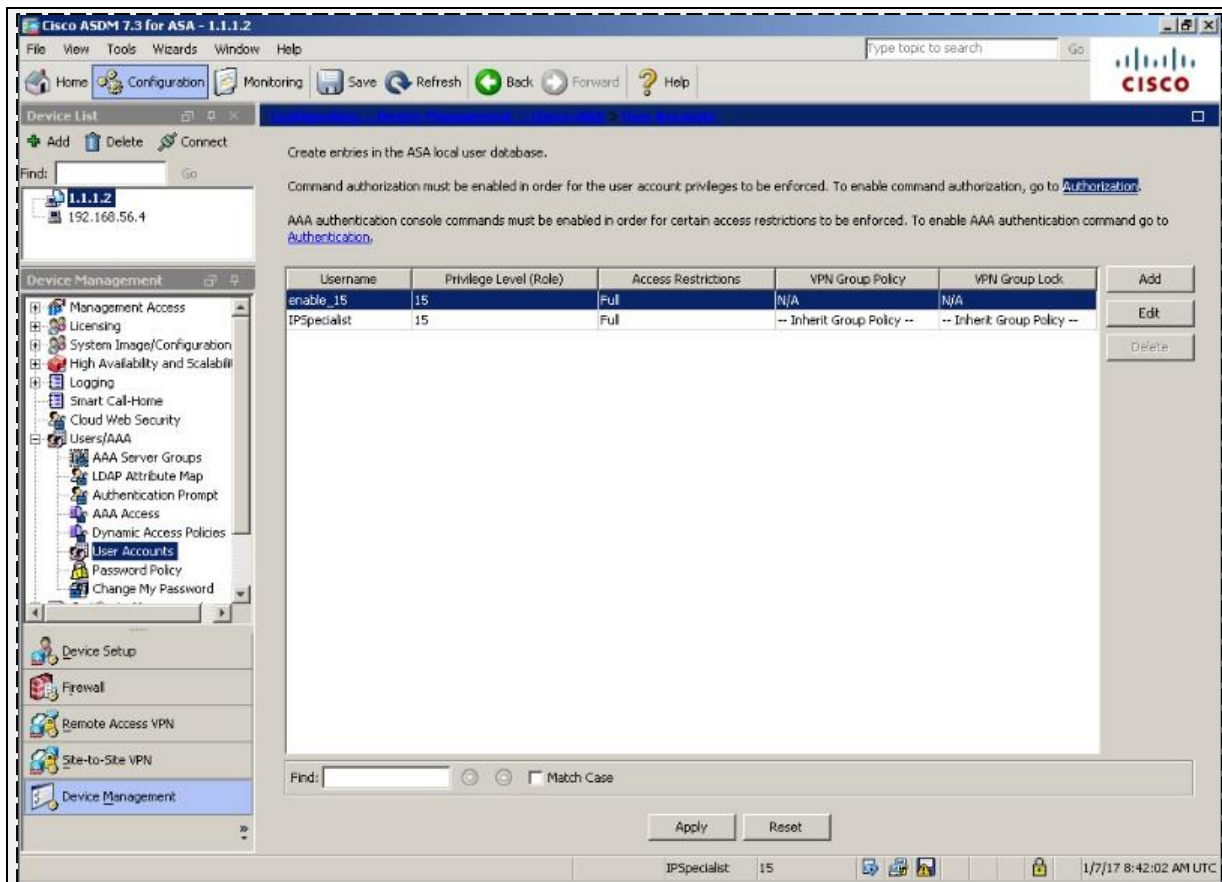 Cisco ASDM 7.3 for ASA - 1.1.1.2
File View Tools Wizards Window Help
Type topic to search Go
Home Configuration Monitoring Save Refresh Back Forward Help
CISCO
Device List
Add Delete Connect
Find: Go
1.1.1.2
192.168.56.4
Configuration > Device Management > Users/AAA > User Accounts
Create entries in the ASA local user database.
Command authorization must be enabled in order for the user account privileges to be enforced. To enable command authorization, go to Authorization.
AAA authentication console commands must be enabled in order for certain access restrictions to be enforced. To enable AAA authentication command go to
Authentication.
Device Management
Management Access
Licensing
System Image/Configuration
High Availability and Scalabili
Logging
Smart Call-Home
Cloud Web Security
Users/AAA
AAA Server Groups
LDAP Attribute Map
Authentication Prompt
AAA Access
Dynamic Access Policies
User Accounts
Password Policy
Change My Password
Device Setup
Firewall
Remote Access VPN
Site-to-Site VPN
Device Management
Username Privilege Level (Role) Access Restrictions VPN Group Policy VPN Group Lock
enable_15 15 Full N/A N/A
IPSpecialist 15 Full -- Inherit Group Policy -- -- Inherit Group Policy --
Add
Edit
Delete
Find: Match Case
Apply Reset
IPSpecialist 15 1/7/17 8:42:02 AM UTC